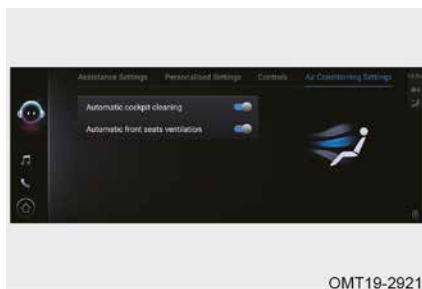 Assistance Settings Personalised Settings Controls Air Conditioning Settings
Automatic cockpit cleaning
Automatic front seats ventilation
OMT19-2921